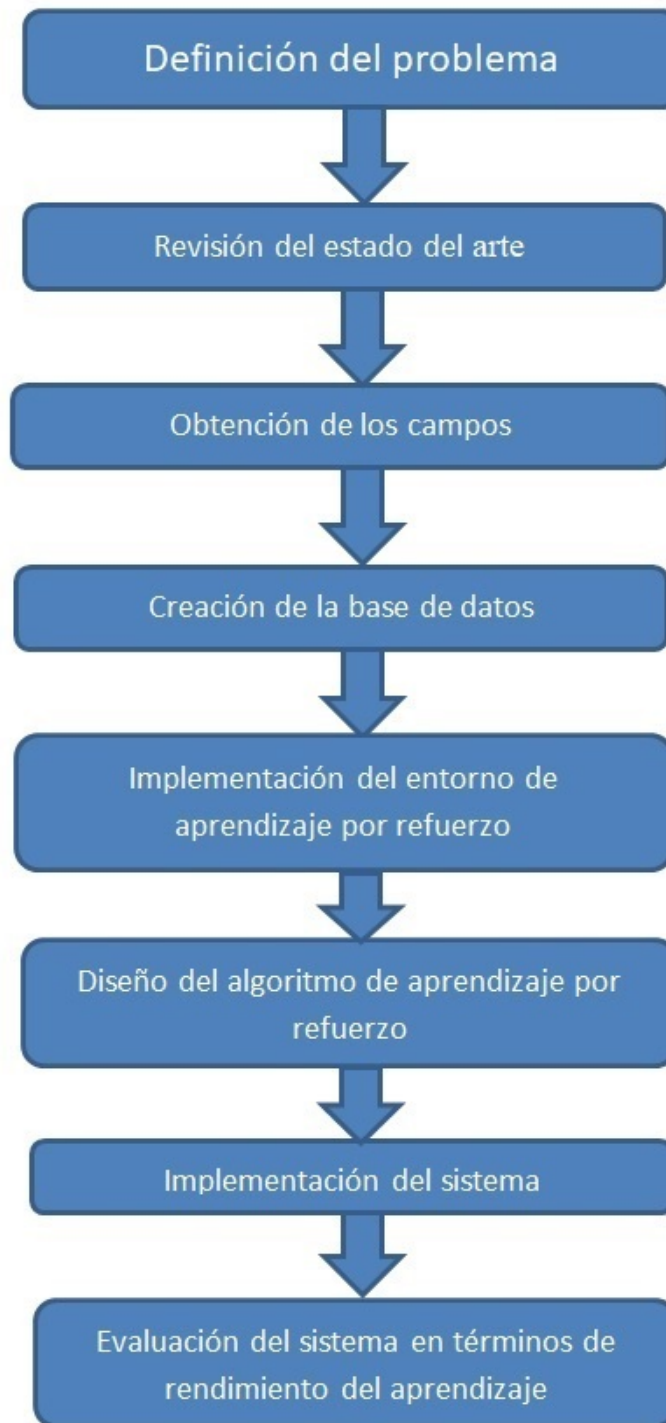 Definición del problema
Revisión del estado del arte
Obtención de los campos
Creación de la base de datos
Implementación del entorno de
aprendizaje por refuerzo
Diseño del algoritmo de aprendizaje por
refuerzo
Implementación del sistema
Evaluación del sistema en términos de
rendimiento del aprendizaje